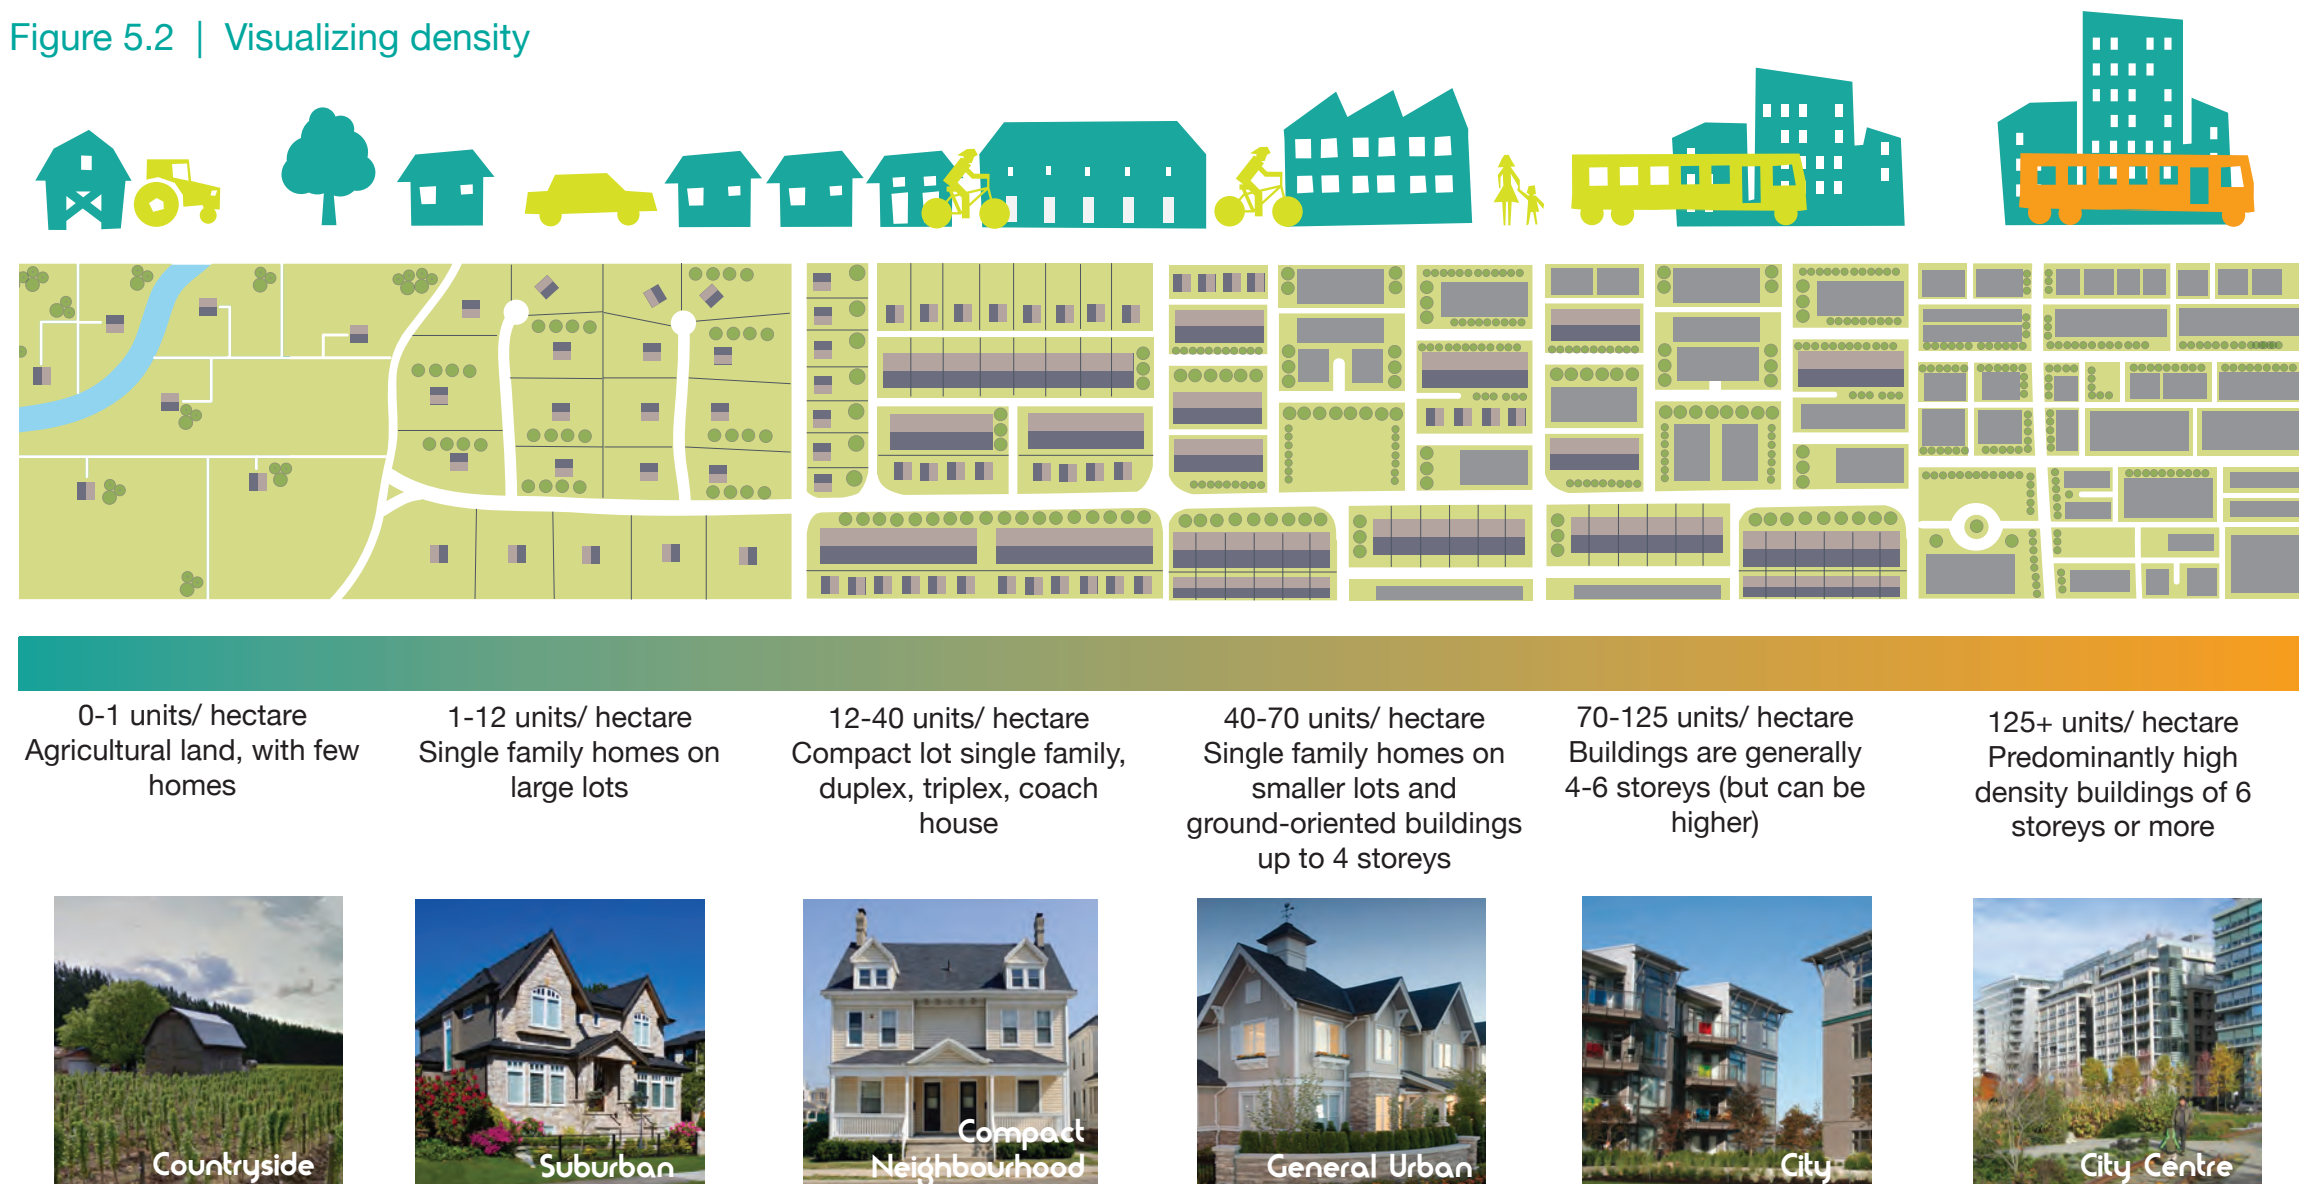 Figure 5.2 | Visualizing density
0-1 units/ hectare
Agricultural land, with few
homes
1-12 units/ hectare
Single family homes on
large lots
12-40 units/ hectare
Compact lot single family,
duplex, triplex, coach
house
40-70 units/ hectare
Single family homes on
smaller lots and
ground-oriented buildings
up to 4 storeys
70-125 units/ hectare
Buildings are generally
4-6 storeys (but can be
higher)
125+ units/ hectare
Predominantly high
density buildings of 6
storeys or more
Countryside
Suburban
Compact
Neighbourhood
General Urban
City
City Centre